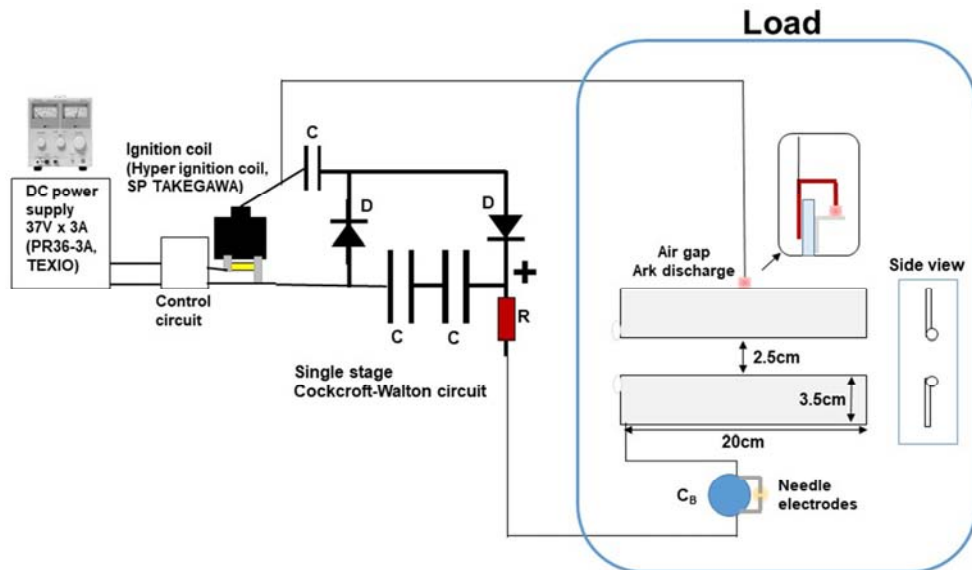 Load
Ignition coil
(Hyper ignition coil,
SP TAKEGAWA)
C
DC power
supply
37V x 3A
(PR36-3A,
TEXIO)
D
D
Air gap
Ark discharge
Side view
+
Control
circuit
R
C
C
2.5cm
Single stage
Cockcroft-Walton circuit
3.5cm
20cm
CB
Needle
electrodes